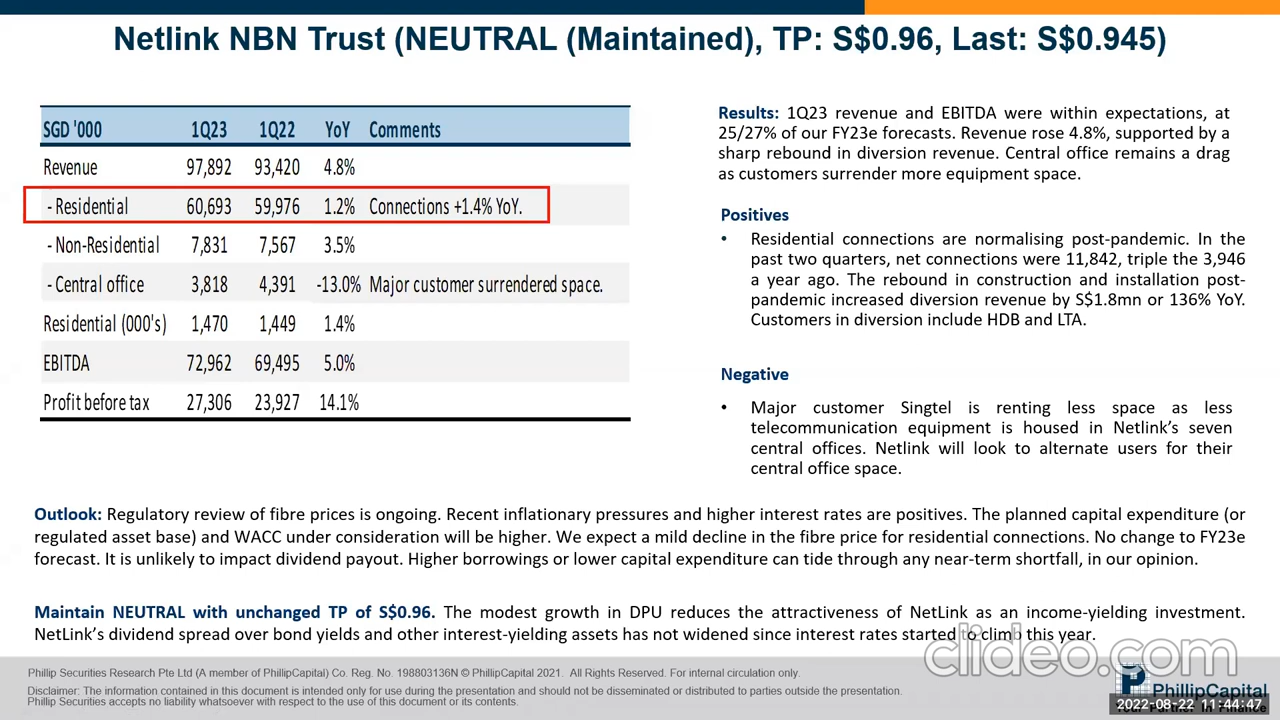 Netlink NBN Trust (NEUTRAL (Maintained), TP: S$0.96, Last: S$0.945)
SGD '000 1Q23 1Q22 YoY Comments
Revenue 97,892 93,420 4.8%
- Residential 60,693 59,976 1.2% Connections +1.4% YoY.
- Non-Residential 7,831 7,567 3.5%
- Central office 3,818 4,391 -13.0% Major customer surrendered space.
Residential (000's) 1,470 1,449 1.4%
EBITDA 72,962 69,495 5.0%
Profit before tax 27,306 23,927 14.1%
Results: 1Q23 revenue and EBITDA were within expectations, at
25/27% of our FY23e forecasts. Revenue rose 4.8%, supported by a
sharp rebound in diversion revenue. Central office remains a drag
as customers surrender more equipment space.
Positives
• Residential connections are normalising post-pandemic. In the
past two quarters, net connections were 11,842, triple the 3,946
a year ago. The rebound in construction and installation post-
pandemic increased diversion revenue by S$1.8mn or 136% YoY.
Customers in diversion include HDB and LTA.
Negative
• Major customer Singtel is renting less space as less
telecommunication equipment is housed in Netlink's seven
central offices. Netlink will look to alternate users for their
central office space.
Outlook: Regulatory review of fibre prices is ongoing. Recent inflationary pressures and higher interest rates are positives. The planned capital expenditure (or
regulated asset base) and WACC under consideration will be higher. We expect a mild decline in the fibre price for residential connections. No change to FY23e
forecast. It is unlikely to impact dividend payout. Higher borrowings or lower capital expenditure can tide through any near-term shortfall, in our opinion.
Maintain NEUTRAL with unchanged TP of S$0.96. The modest growth in DPU reduces the attractiveness of NetLink as an income-yielding investment.
NetLink's dividend spread over bond yields and other interest-yielding assets has not widened since interest rates started to climb this year.
clideo.com
Phillip Securities Research Pte Ltd (A member of PhillipCapital) Co. Reg. No. 198803136N © PhillipCapital 2021. All Rights Reserved. For internal circulation only.
Disclaimer: The information contained in this document is intended only for use during the presentation and should not be disseminated or distributed to parties outside the presentation.
Phillip Securities accepts no liability whatsoever with respect to the use of this document or its contents.
PhillipCapital
Your Partner In Finance
2022-08-22 11:44:47